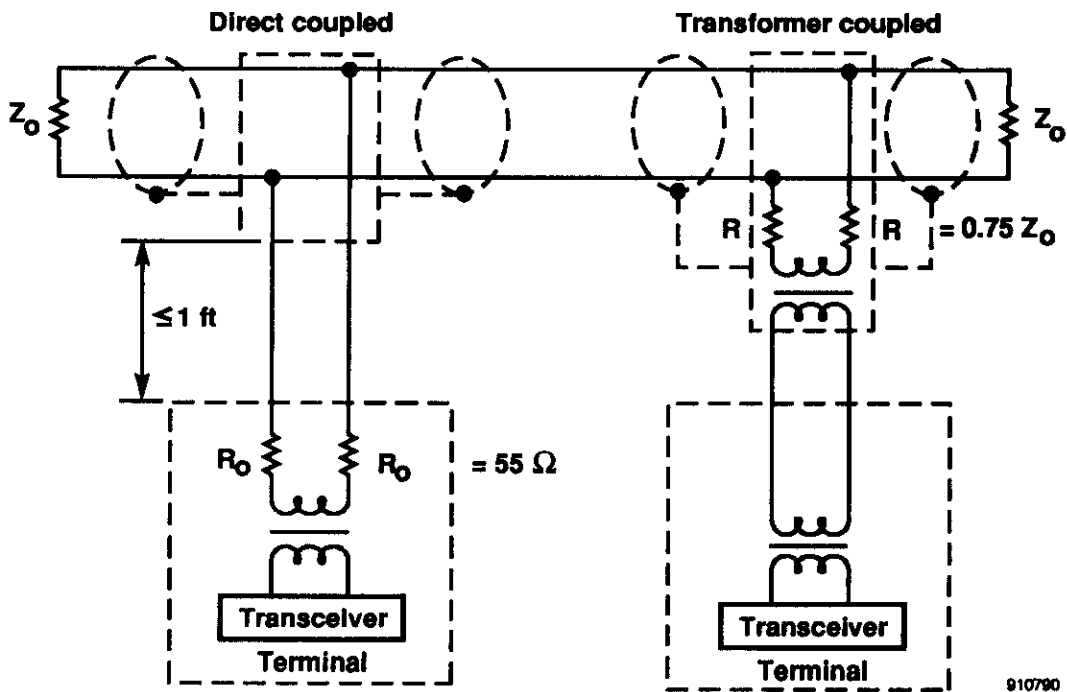 Direct coupled
Transformer coupled
Zo
Zo
R
R
= 0.75 Zo
≤1 ft
Ro
Ro
= 55 Ω
Transceiver
Terminal
Transceiver
Terminal
910790